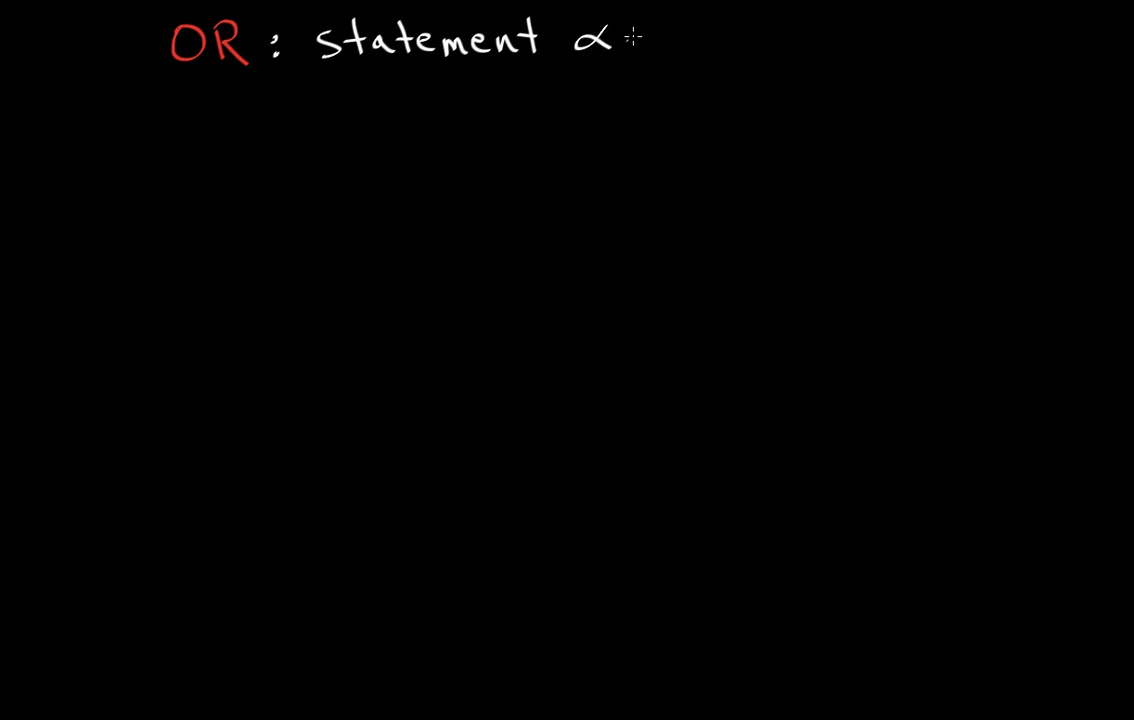 OR : statement α